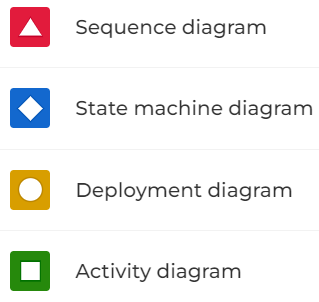 Sequence diagram
State machine diagram
Deployment diagram
Activity diagram